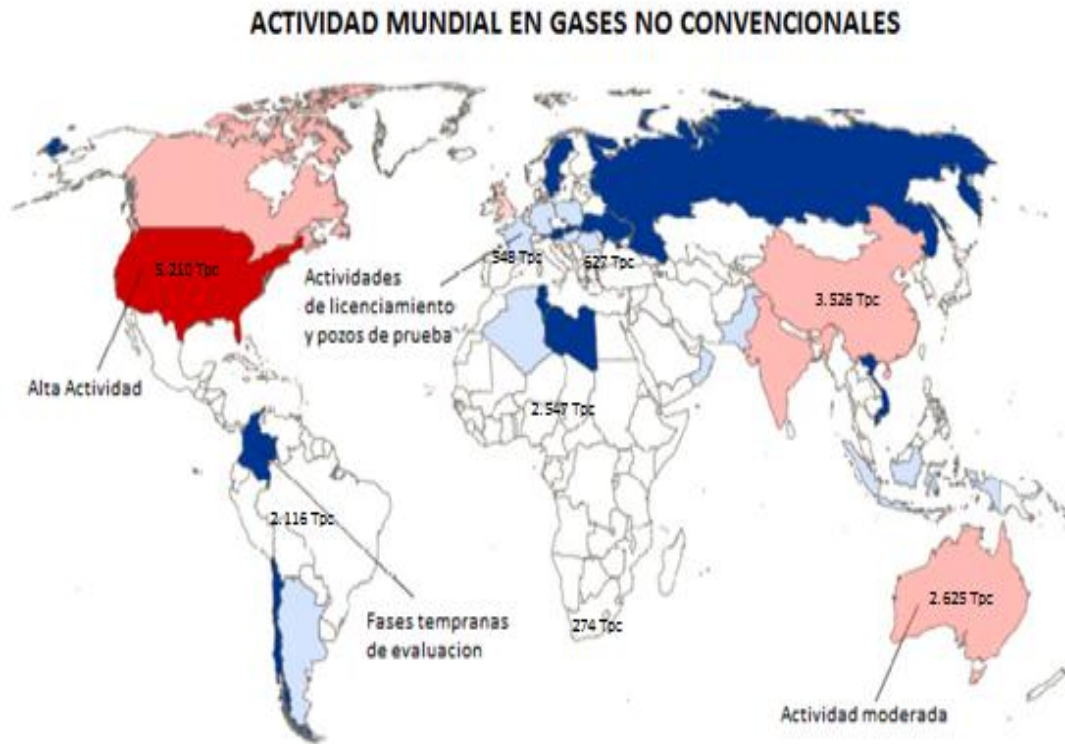 ACTIVIDAD MUNDIAL EN GASES NO CONVENCIONALES
5.210 Tpc
Alta Actividad
Actividades
de licenciamiento
y pozos de prueba
548 Tpc
627 Tpc
3.526 Tpc
2.547 Tpc
2.116 Tpc
Fases tempranas
de evaluacion
274 Tpc
2.625 Tpc
Actividad moderada